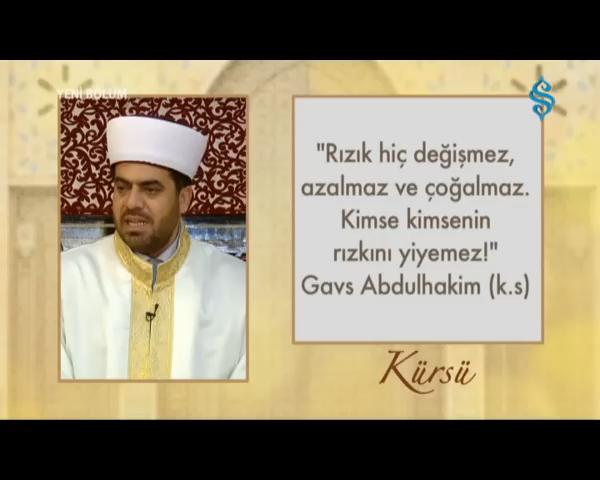 YENİ BÖLÜM
"Rızık hiç değişmez,
azalmaz ve çoğalmaz.
Kimse kimsenin
rızkını yiyemez!"
Gavs Abdulhakim (k.s)
Kürsü